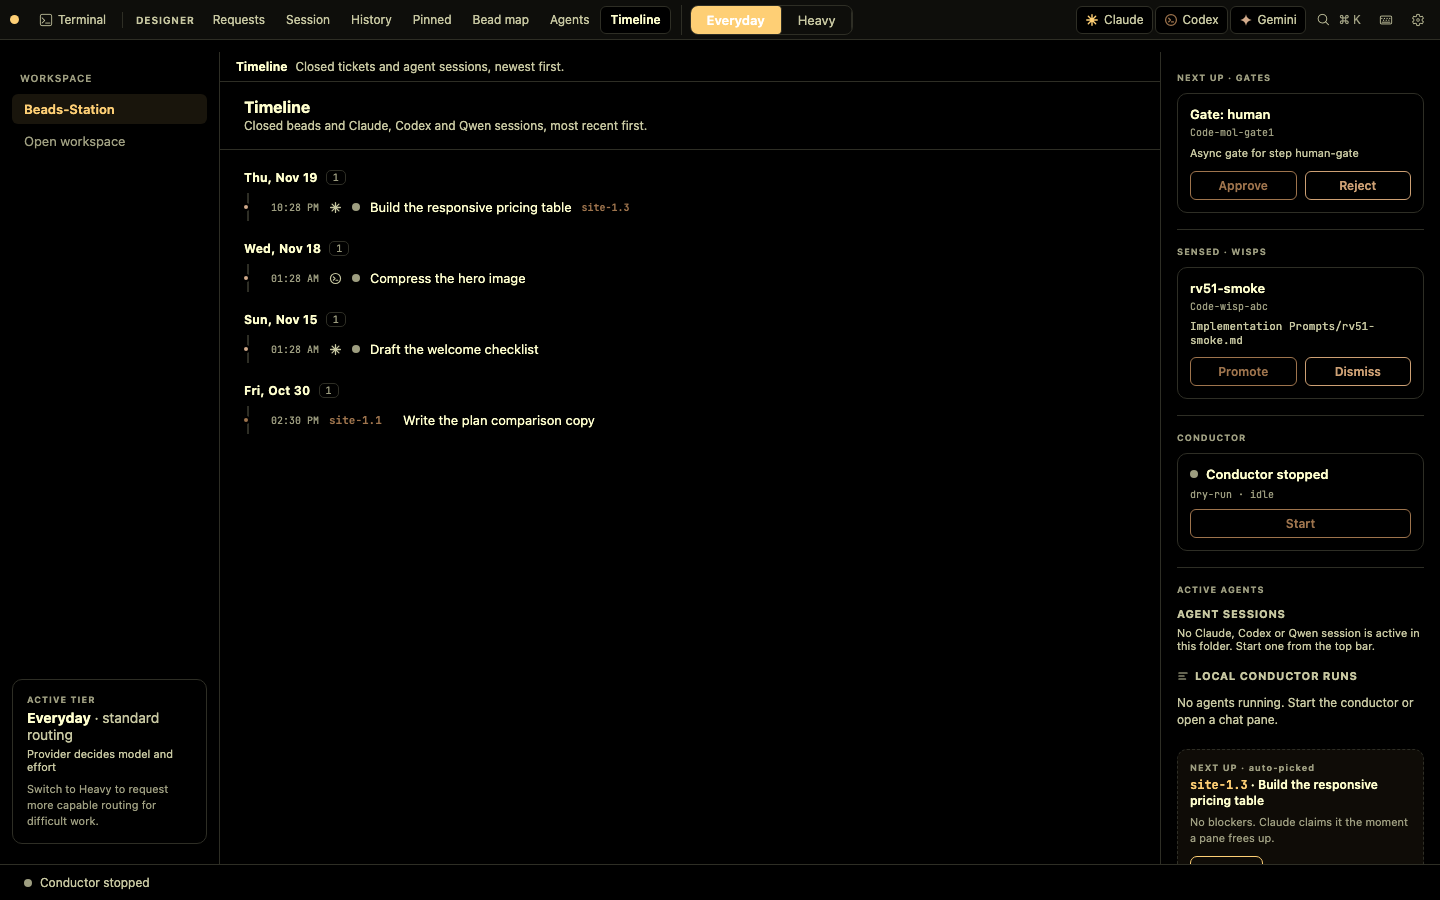 Terminal
DESIGNER
Requests
Session
History
Pinned
Bead map
Agents
Timeline
Everyday
Heavy
Claude
Codex
Gemini
⌘ K
WORKSPACE
Beads-Station
Open workspace
ACTIVE TIER
Everyday · standard
routing
Provider decides model and
effort
Switch to Heavy to request
more capable routing for
difficult work.
Timeline Closed tickets and agent sessions, newest first.
Timeline
Closed beads and Claude, Codex and Qwen sessions, most recent first.
Thu, Nov 19 1
10:28 PM Build the responsive pricing table site-1.3
Wed, Nov 18 1
01:28 AM Compress the hero image
Sun, Nov 15 1
01:28 AM Draft the welcome checklist
Fri, Oct 30 1
02:30 PM site-1.1 Write the plan comparison copy
NEXT UP · GATES
Gate: human
Code-mol-gate1
Async gate for step human-gate
Approve
Reject
SENSED · WISPS
rv51-smoke
Code-wisp-abc
Implementation Prompts/rv51-
smoke.md
Promote
Dismiss
CONDUCTOR
Conductor stopped
dry-run · idle
Start
ACTIVE AGENTS
AGENT SESSIONS
No Claude, Codex or Qwen session is active in
this folder. Start one from the top bar.
LOCAL CONDUCTOR RUNS
No agents running. Start the conductor or
open a chat pane.
NEXT UP · auto-picked
site-1.3 · Build the responsive
pricing table
No blockers. Claude claims it the moment
a pane frees up.
Conductor stopped